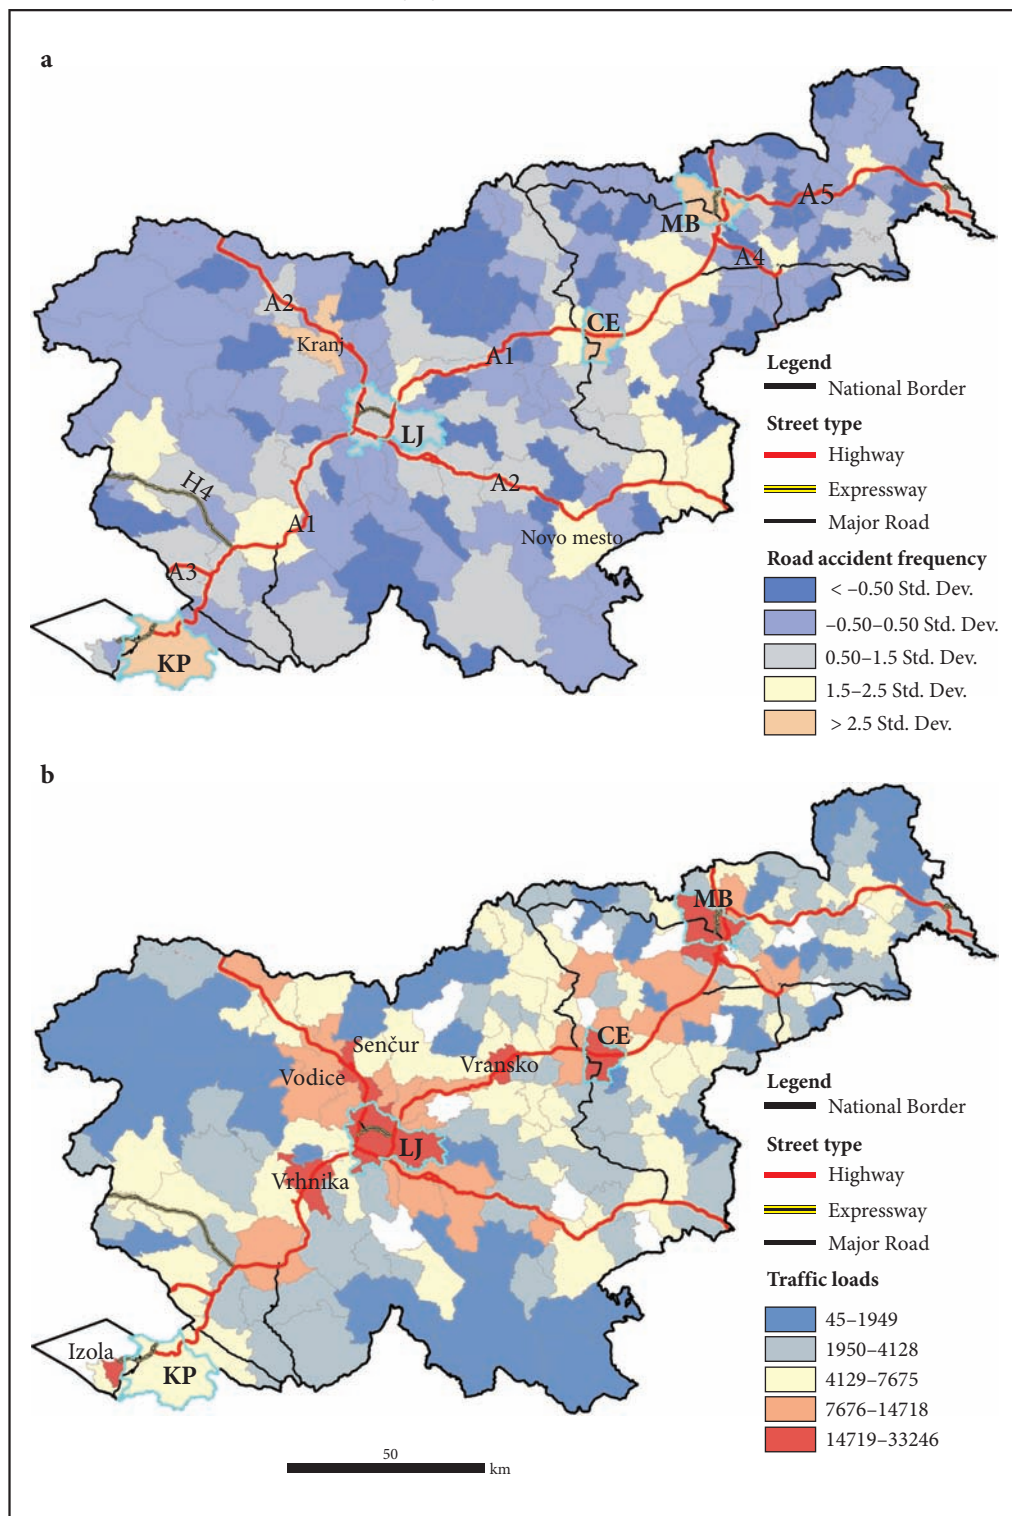 a
A5
MB
A4
A2
CE
Kranj
A1
Legend
National Border
LJ
Street type
Highway
H4
A2
Expressway
A1
Novo mesto
Major Road
Road accident frequency
A3
< –0.50 Std. Dev.
–0.50–0.50 Std. Dev.
0.50–1.5 Std. Dev.
KP
1.5–2.5 Std. Dev.
> 2.5 Std. Dev.
b
MB
CE
Senčur
Vransko
Vodice
Legend
National Border
LJ
Street type
Vrhnika
Highway
Expressway
Major Road
Traffic loads
45–1949
Izola
1950–4128
KP
4129–7675
7676–14718
14719–33246
50
km